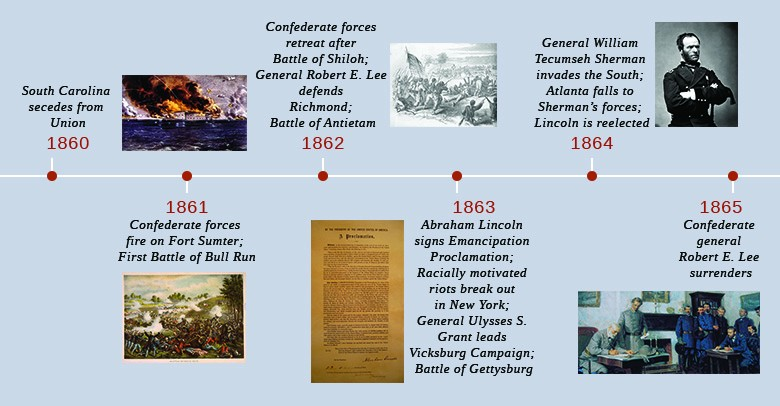 South Carolina
secedes from
Union
1860
1861
Confederate forces
fire on Fort Sumter;
First Battle of Bull Run
Confederate forces
retreat after
Battle of Shiloh;
General Robert E. Lee
defends
Richmond;
Battle of Antietam
1862
1863
Abraham Lincoln
signs Emancipation
Proclamation;
Racially motivated
riots break out
in New York;
General Ulysses S.
Grant leads
Vicksburg Campaign;
Battle of Gettysburg
A Proclamation.
General William
Tecumseh Sherman
invades the South;
Atlanta falls to
Sherman's forces;
Lincoln is reelected
1864
1865
Confederate
general
Robert E. Lee
surrenders